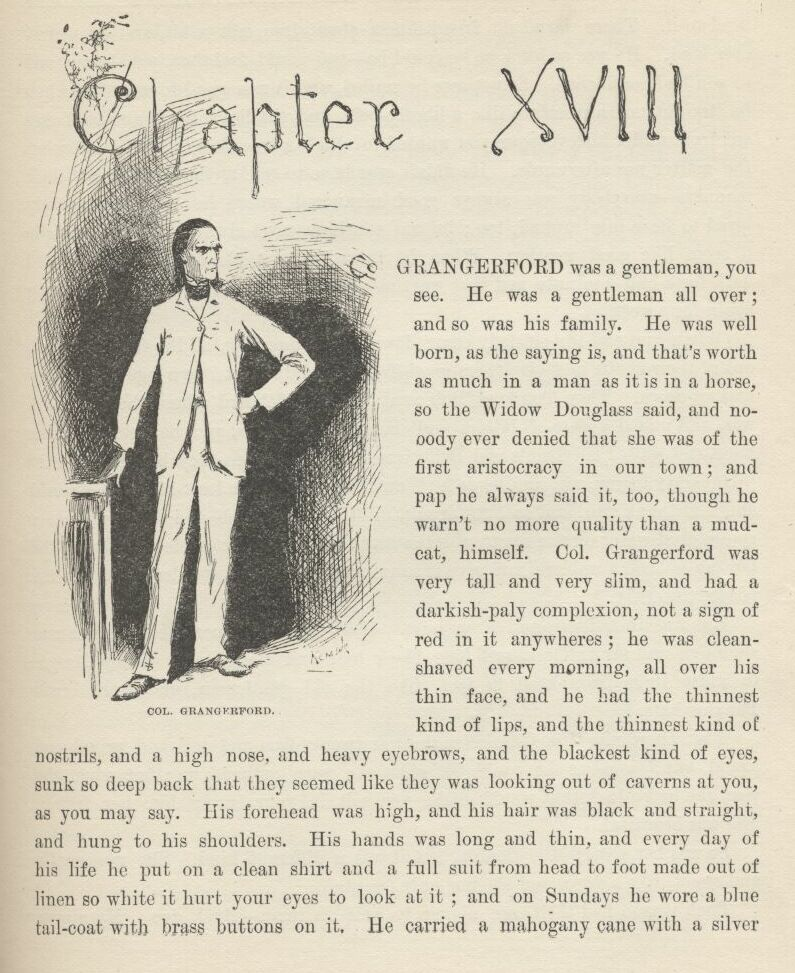 Chapter XVIII
Co GRANGERFORD was a gentleman, you
see. He was a gentleman all over;
and so was his family. He was well
born, as the saying is, and that's worth
as much in a man as it is in a horse,
so the Widow Douglass said, and no-
oody ever denied that she was of the
first aristocracy in our town; and
pap he always said it, too, though he
warn't no more quality than a mud-
cat, himself. Col. Grangerford was
very tall and very slim, and had a
darkish-paly complexion, not a sign of
red in it anywheres; he was clean-
shaved every morning, all over his
thin face, and he had the thinnest
kind of lips, and the thinnest kind of
COL. GRANGERFORD.
nostrils, and a high nose, and heavy eyebrows, and the blackest kind of eyes,
sunk so deep back that they seemed like they was looking out of caverns at you,
as you may say. His forehead was high, and his hair was black and straight,
and hung to his shoulders. His hands was long and thin, and every day of
his life he put on a clean shirt and a full suit from head to foot made out of
linen so white it hurt your eyes to look at it; and on Sundays he wore a blue
tail-coat with brass buttons on it. He carried a mahogany cane with a silver